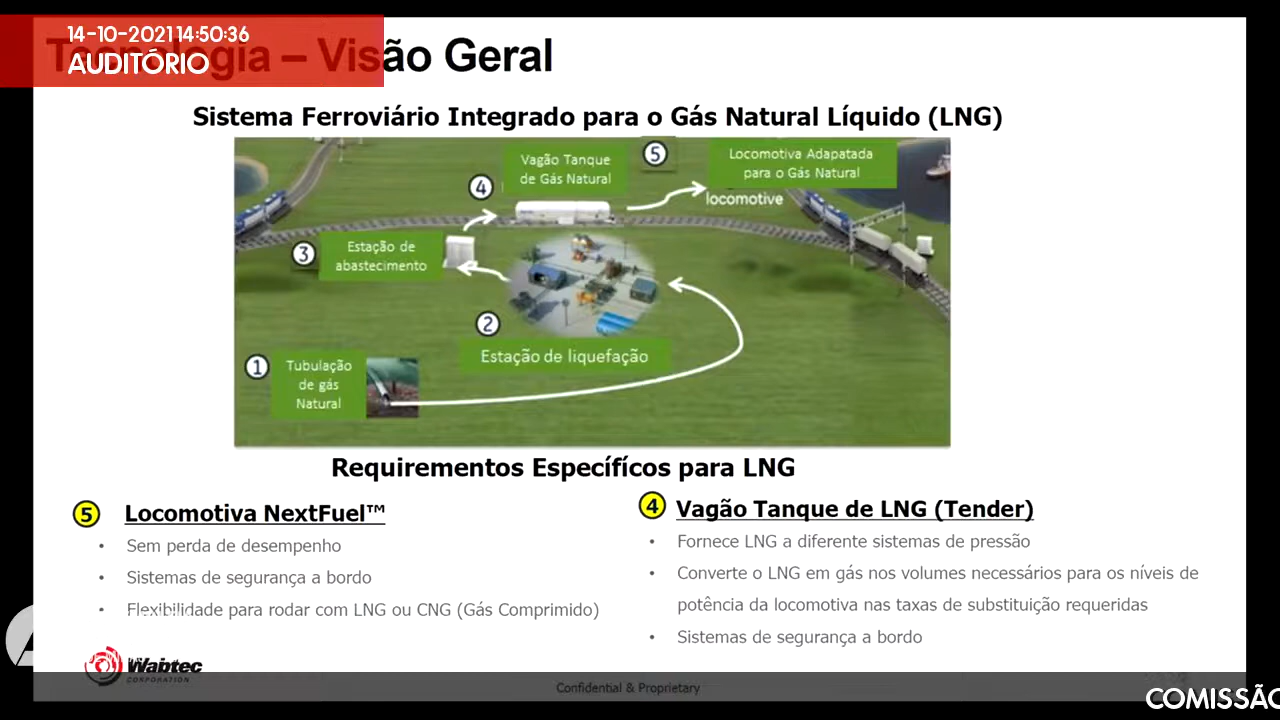 14-10-2021 14:50:36
AUDITÓRIO
Tecnologia – Visão Geral
Sistema Ferroviário Integrado para o Gás Natural Líquido (LNG)
5
Vagão Tanque
de Gás Natural
Locomotiva Adapatada
para o Gás Natural
4
locomotive
3
Estação de
abastecimento
2
Estação de liquefação
1
Tubulação
de gás
Natural
Requirementos Específícos para LNG
5 Locomotiva NextFuel™
• Sem perda de desempenho
• Sistemas de segurança a bordo
• Flexibilidade para rodar com LNG ou CNG (Gás Comprimido)
4 Vagão Tanque de LNG (Tender)
• Fornece LNG a diferente sistemas de pressão
• Converte o LNG em gás nos volumes necessários para os níveis de
potência da locomotiva nas taxas de substituição requeridas
• Sistemas de segurança a bordo
Wabtec
CORPORATION
Confidential & Proprietary
COMISSÃO